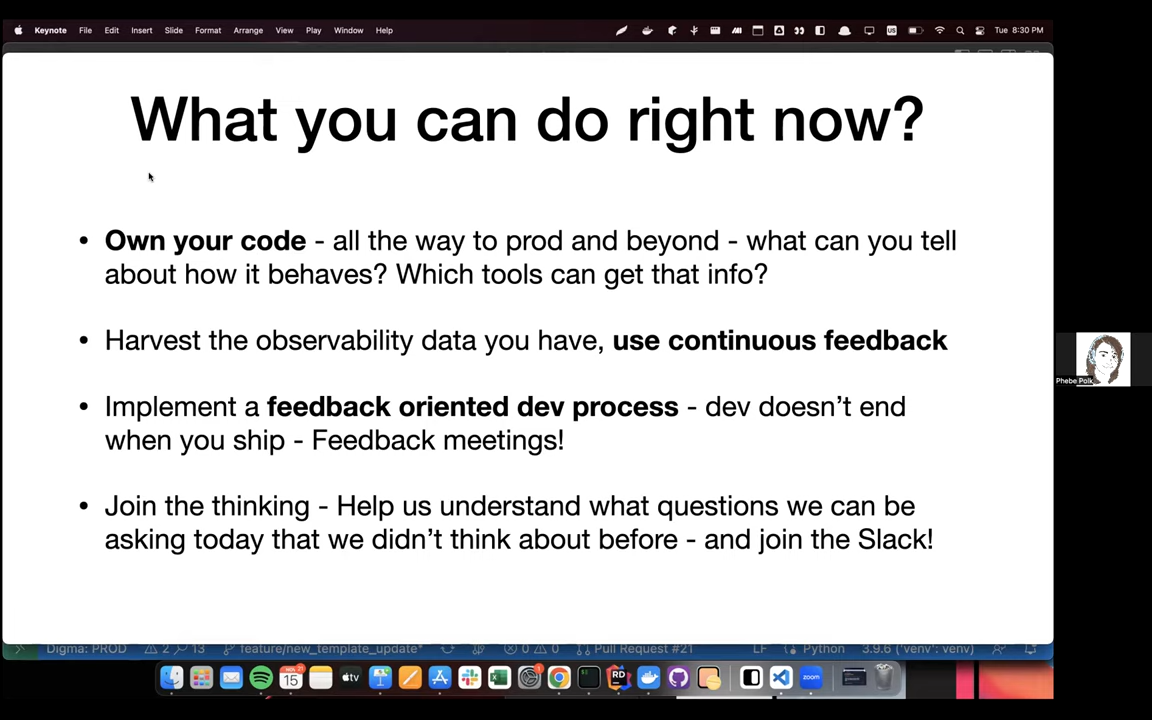 Keynote File Edit Insert Slide Format Arrange View Play Window Help US Tue 8:30 PM
What you can do right now?
• Own your code - all the way to prod and beyond - what can you tell
about how it behaves? Which tools can get that info?
• Harvest the observability data you have, use continuous feedback
• Implement a feedback oriented dev process - dev doesn't end
when you ship - Feedback meetings!
• Join the thinking - Help us understand what questions we can be
asking today that we didn't think about before - and join the Slack!
Phebe Polk
Digma: PROD 2 13 feature/new_template_update* 0 0 Pull Request #21 LF Python 3.9.6 ('venv': venv)
15 tv RD zoom